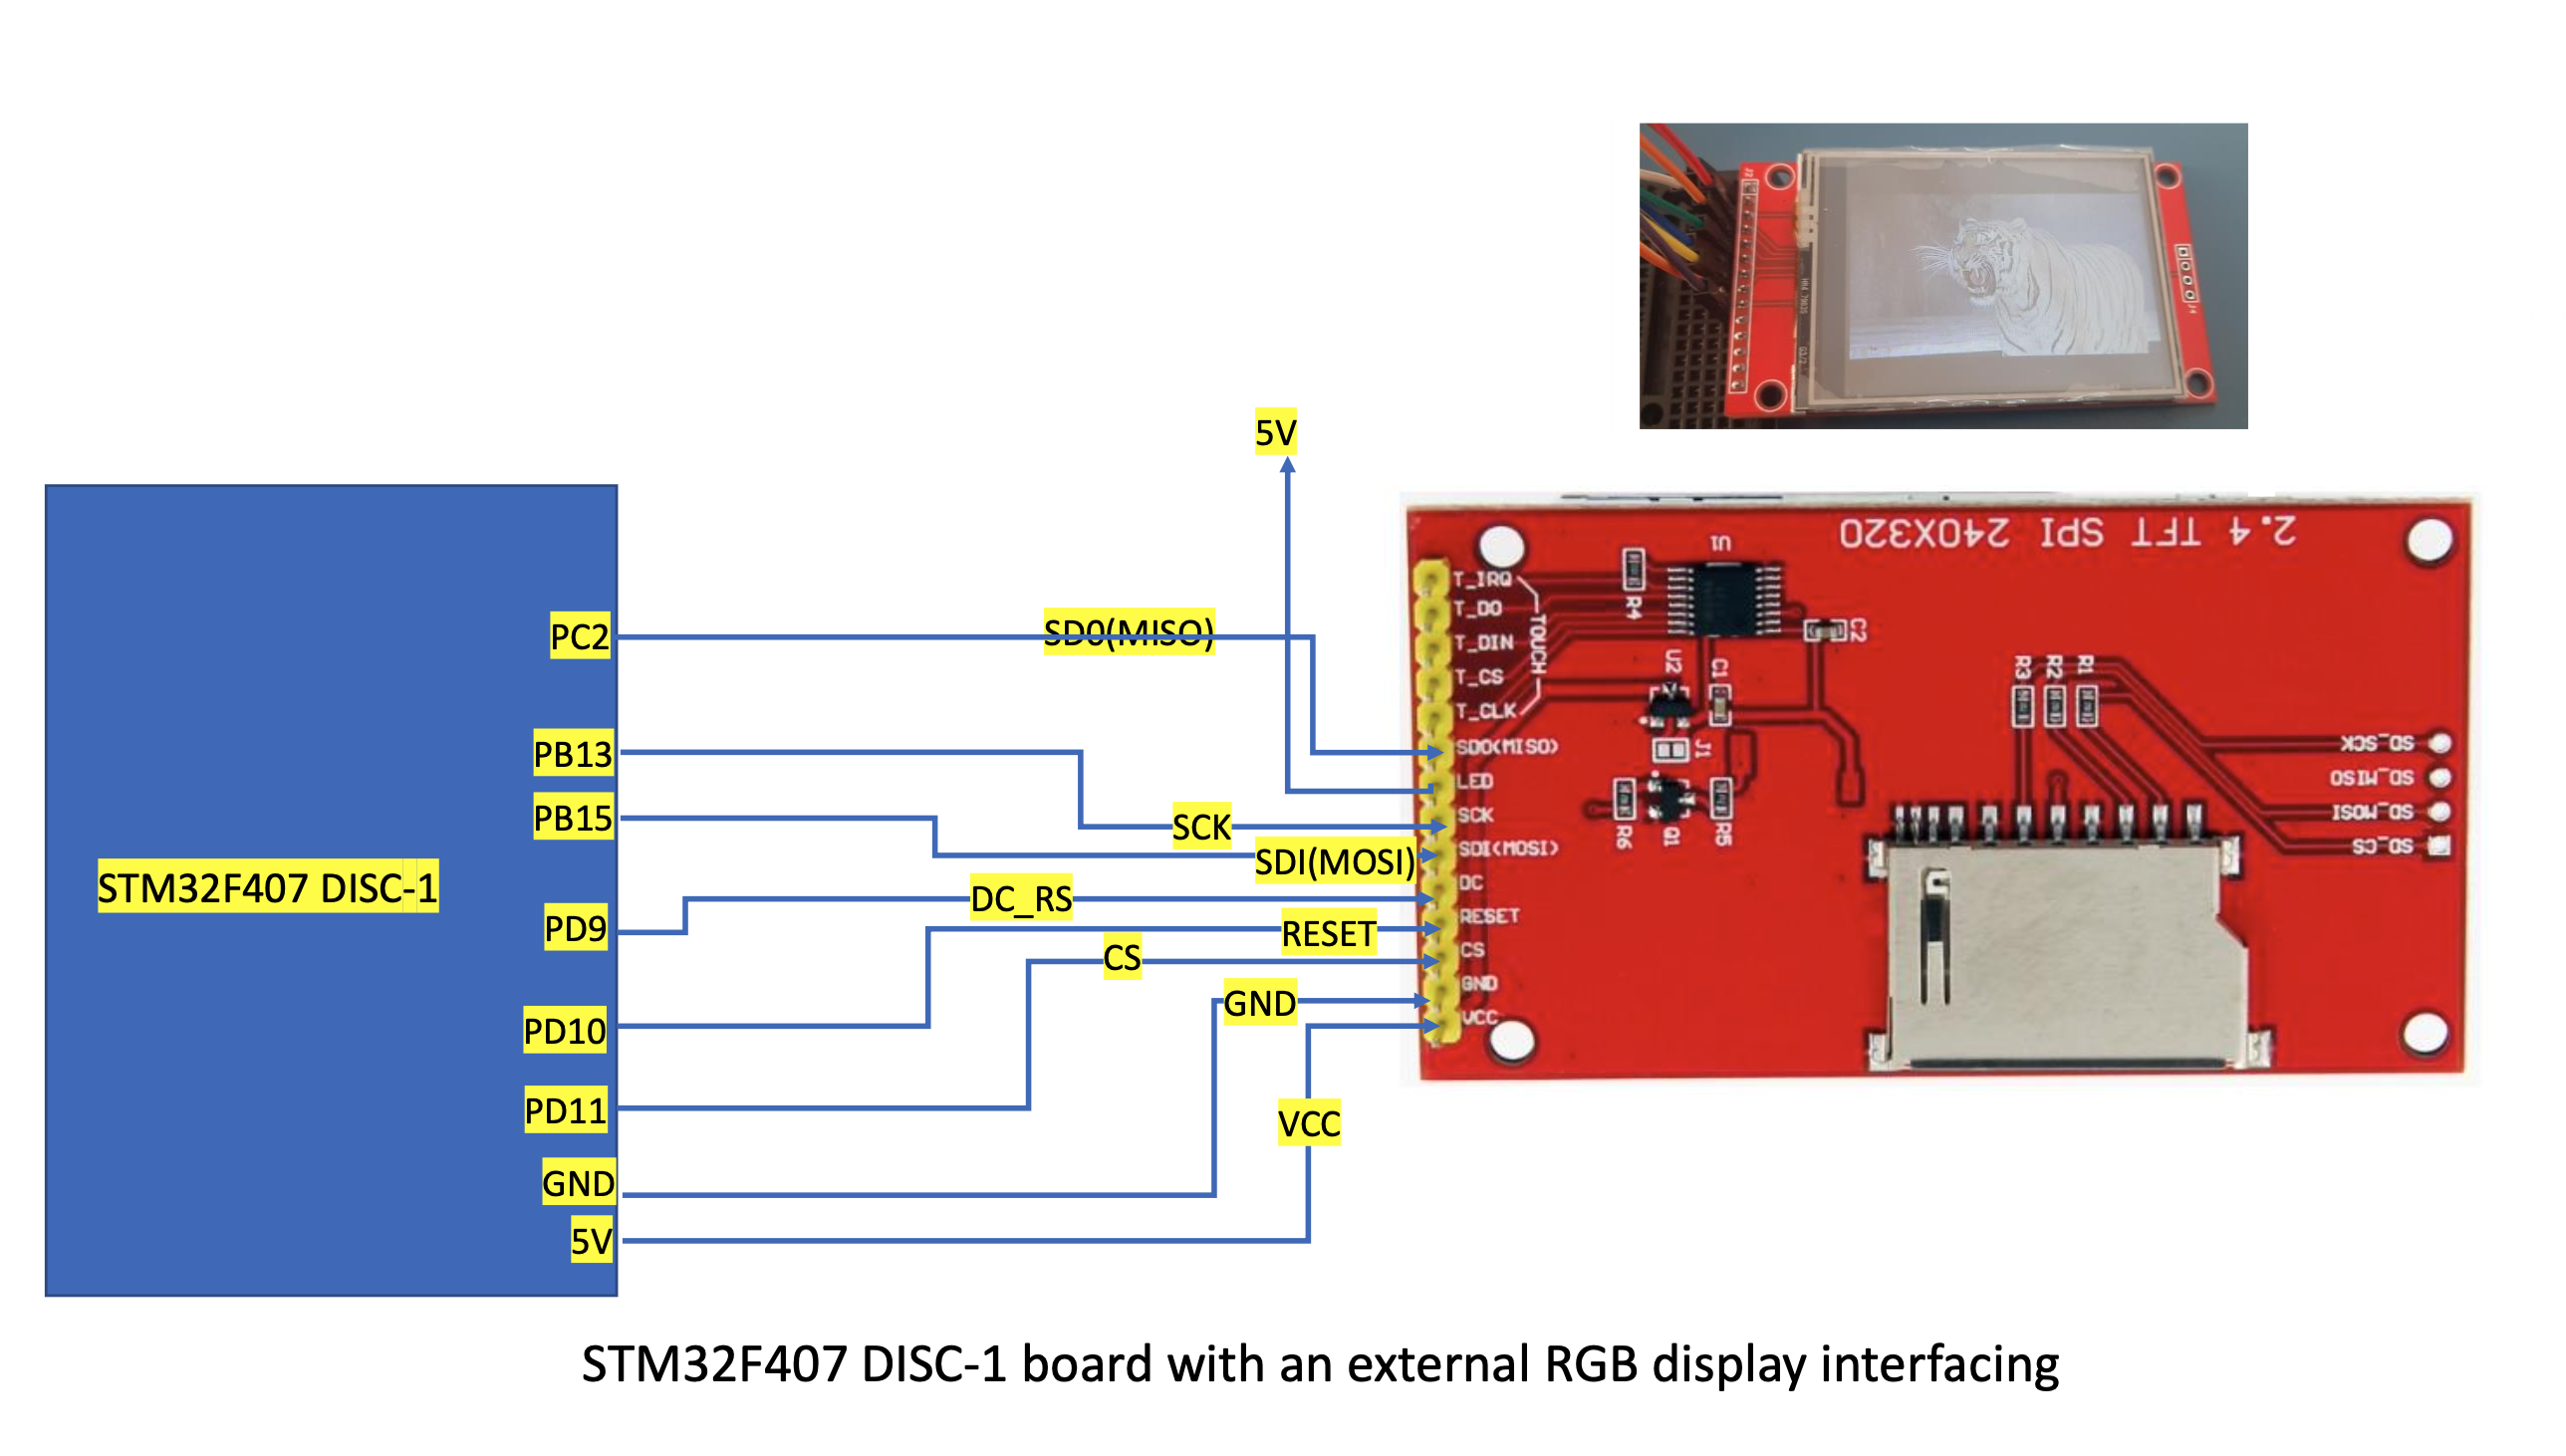 5V
STM32F407 DISC-1
PC2
PB13
PB15
PD9
PD10
PD11
GND
5V
SD0(MISO)
SCK
SDI(MOSI)
DC_RS
RESET
CS
GND
VCC
2.4 TFT SPI 240X320
T_IRQ
T_DO
T_DIN
T_CS
T_CLK
TOUCH
SDO(MISO)
LED
SCK
SDI(MOSI)
DC
RESET
CS
GND
VCC
U1
R4
C2
U2
C1
J1
R6
Q1
R5
R3
R2
R1
SD_SCK
SD_MISO
SD_MOSI
SD_CS
STM32F407 DISC-1 board with an external RGB display interfacing